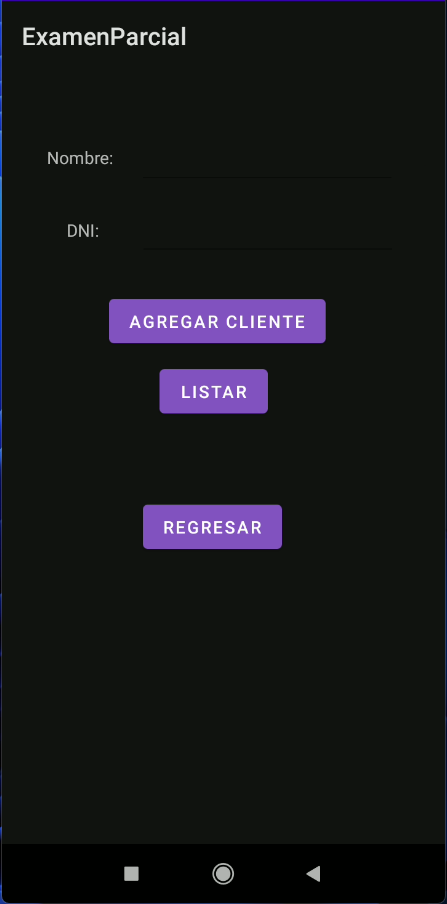 ExamenParcial
Nombre:
DNI:
AGREGAR CLIENTE
LISTAR
REGRESAR